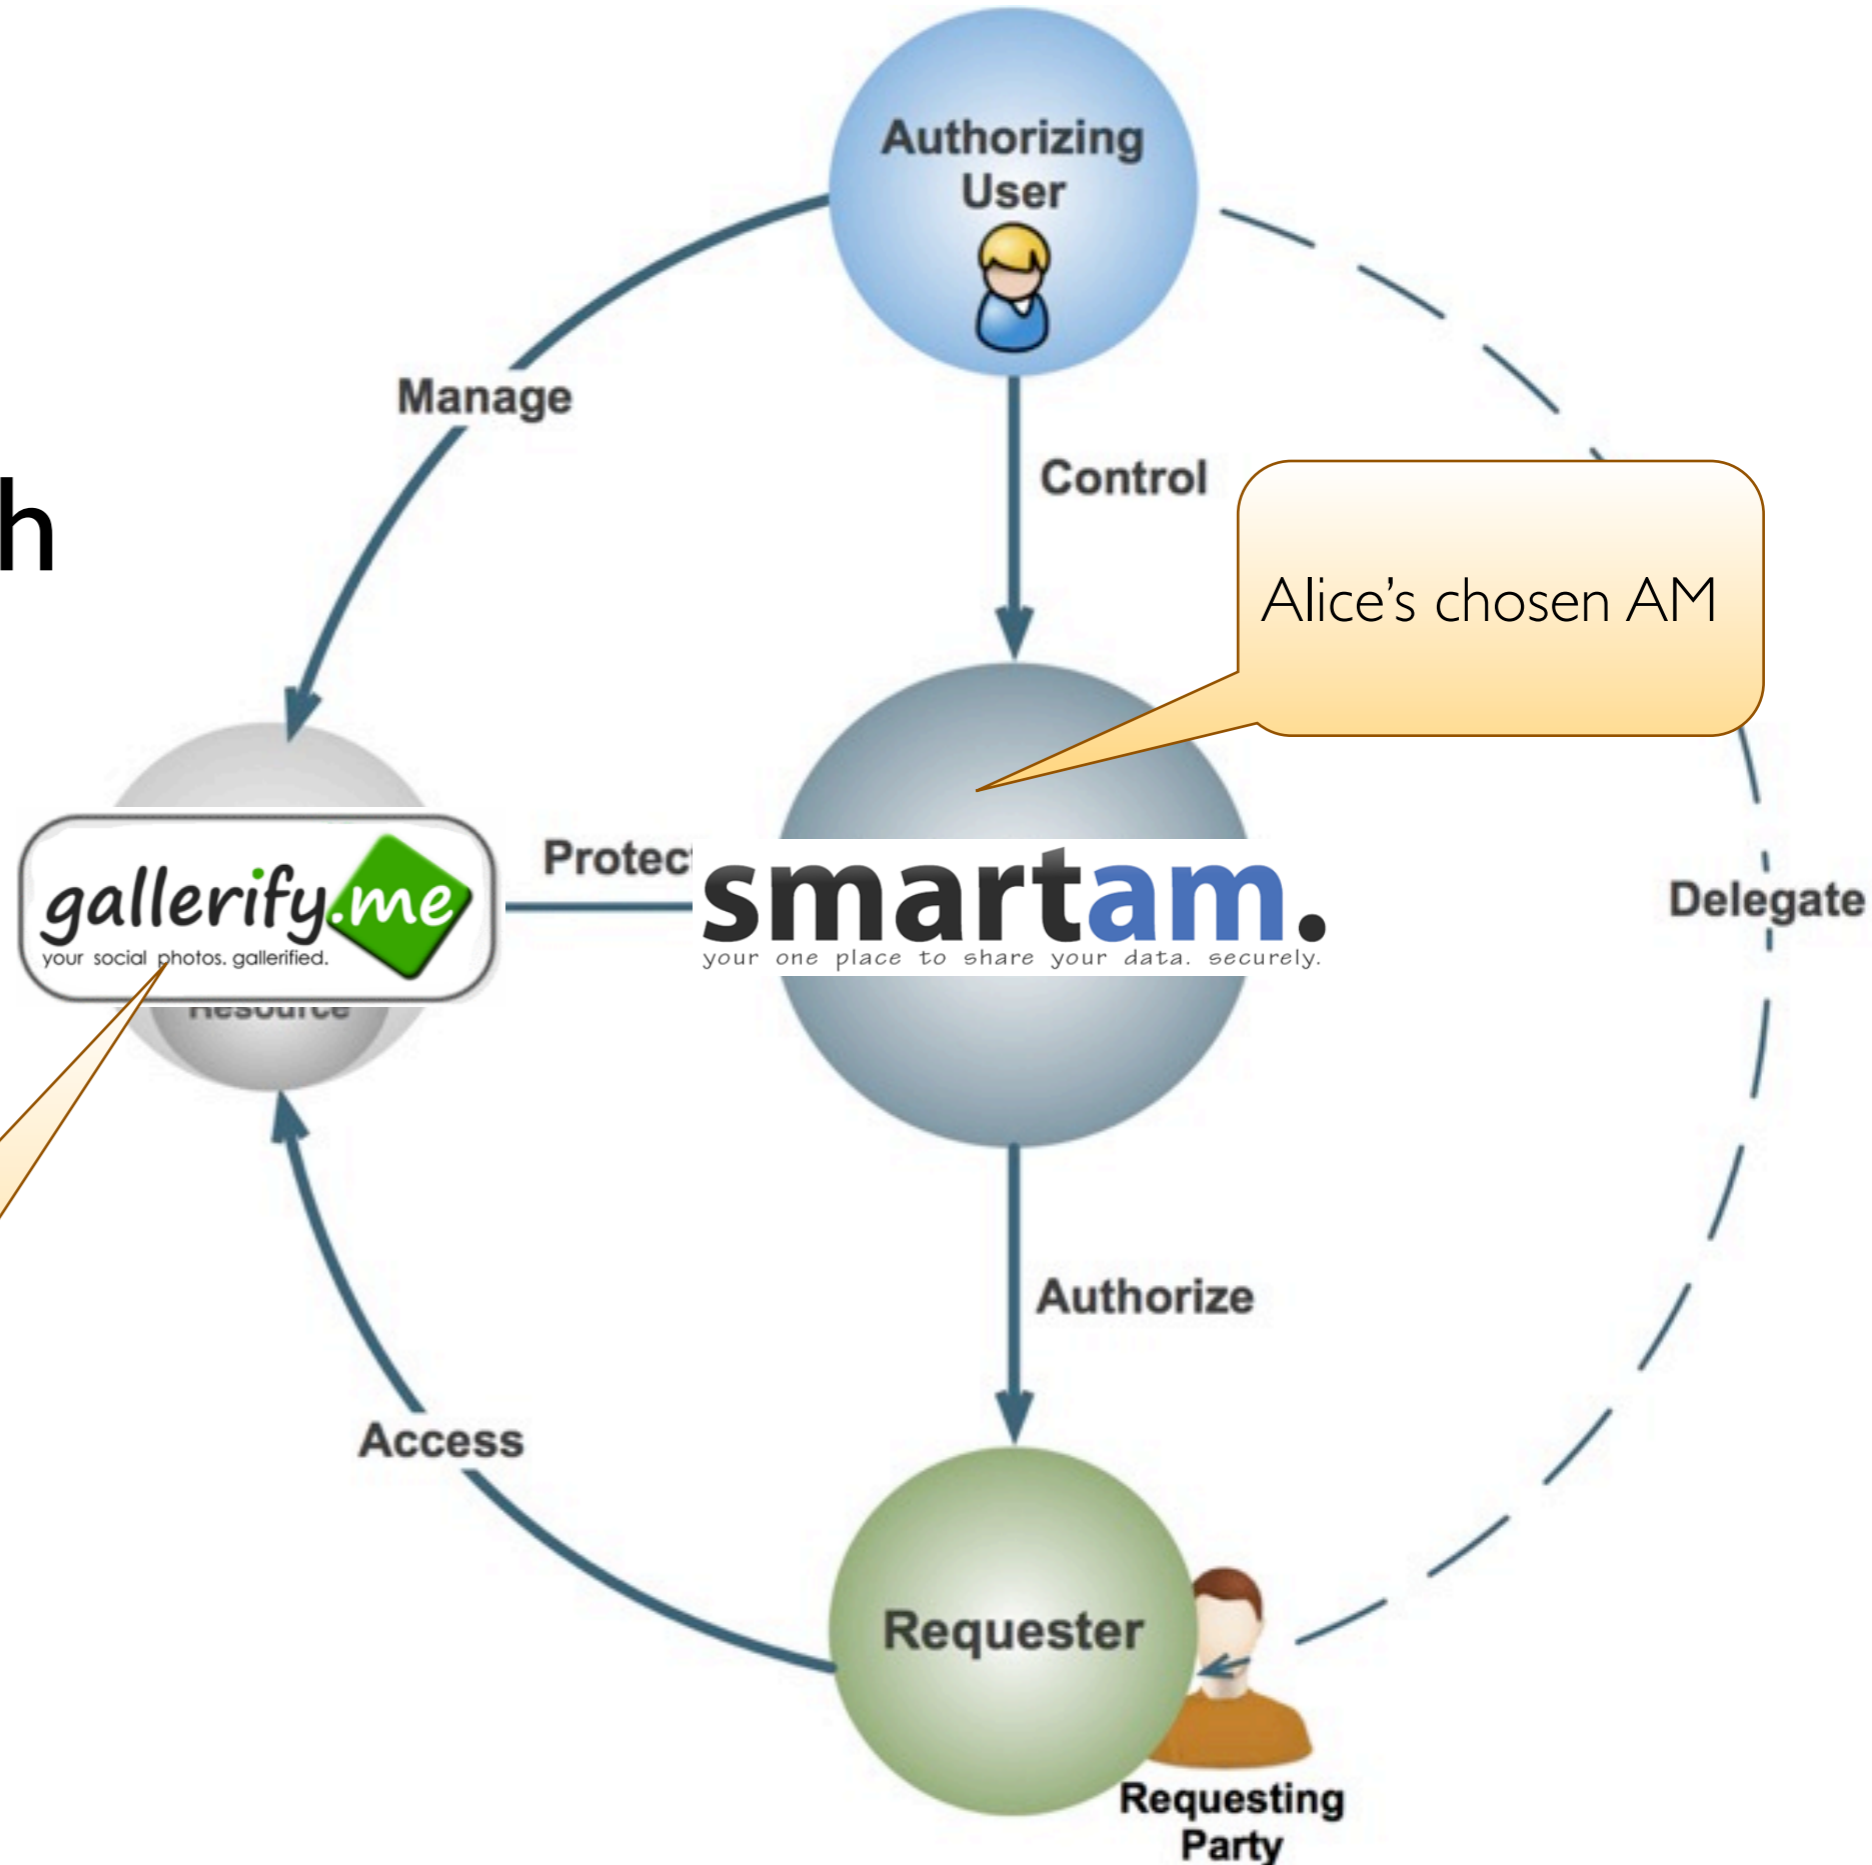 Authorizing
User
Manage
Control
h
Alice’s chosen AM
Protec
gallerify.me
your social photos. gallerified.
smartam.
your one place to share your data. securely.
Delegate
Resource
Authorize
Access
Requester
Requesting
Party